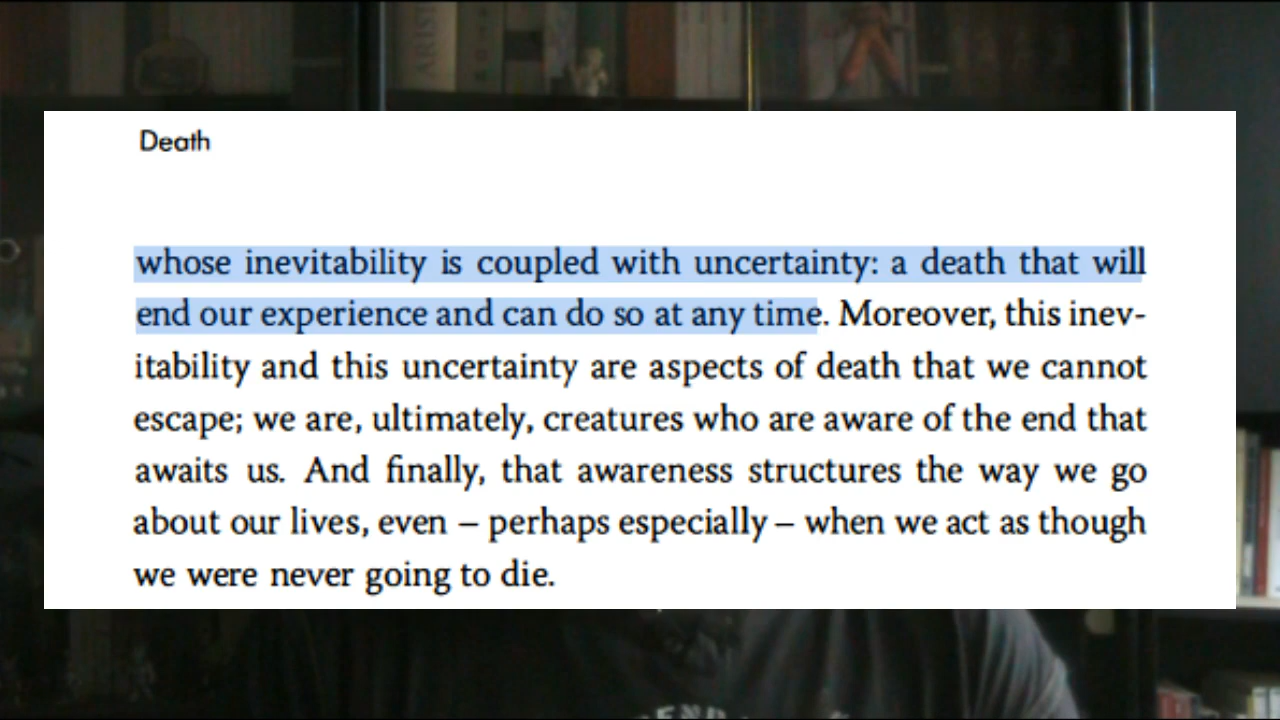 ARIST
Death
whose inevitability is coupled with uncertainty: a death that will
end our experience and can do so at any time. Moreover, this inev-
itability and this uncertainty are aspects of death that we cannot
escape; we are, ultimately, creatures who are aware of the end that
awaits us. And finally, that awareness structures the way we go
about our lives, even – perhaps especially – when we act as though
we were never going to die.